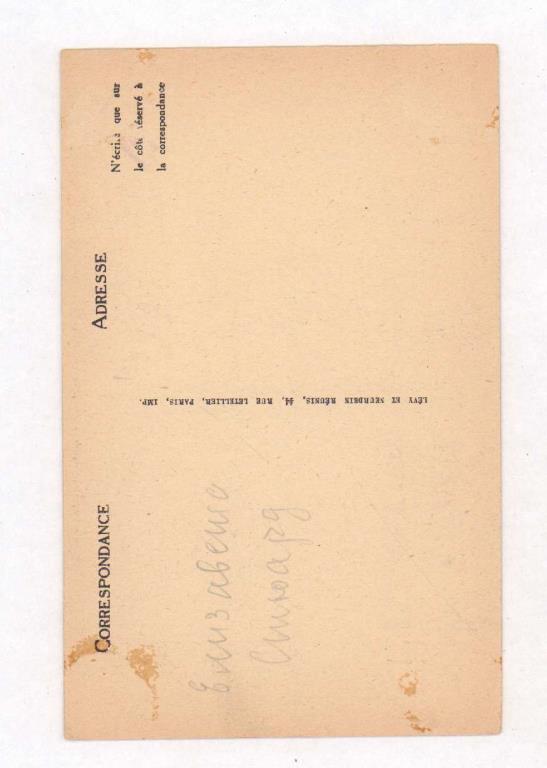 CORRESPONDANCE
ADRESSE
N'écrire que sur
le côté réservé à
la correspondance
LÉVY ET NEURDEIN RÉUNIS, 44, RUE LETELLIER, PARIS, IMP.
Елизавета
Стюард